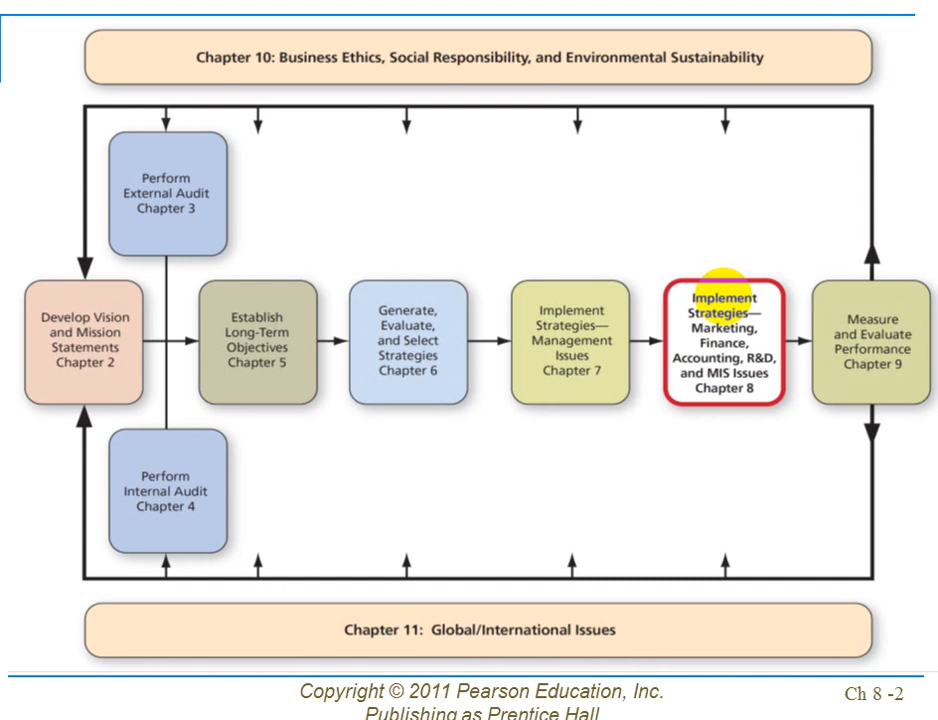 Chapter 10: Business Ethics, Social Responsibility, and Environmental Sustainability
Perform
External Audit
Chapter 3
Develop Vision
and Mission
Statements
Chapter 2
Establish
Long-Term
Objectives
Chapter 5
Generate,
Evaluate,
and Select
Strategies
Chapter 6
Implement
Strategies—
Management
Issues
Chapter 7
Implement
Strategies—
Marketing,
Finance,
Accounting, R&D,
and MIS Issues
Chapter 8
Measure
and Evaluate
Performance
Chapter 9
Perform
Internal Audit
Chapter 4
Chapter 11: Global/International Issues
Copyright © 2011 Pearson Education, Inc.
Publishing as Prentice Hall
Ch 8 -2